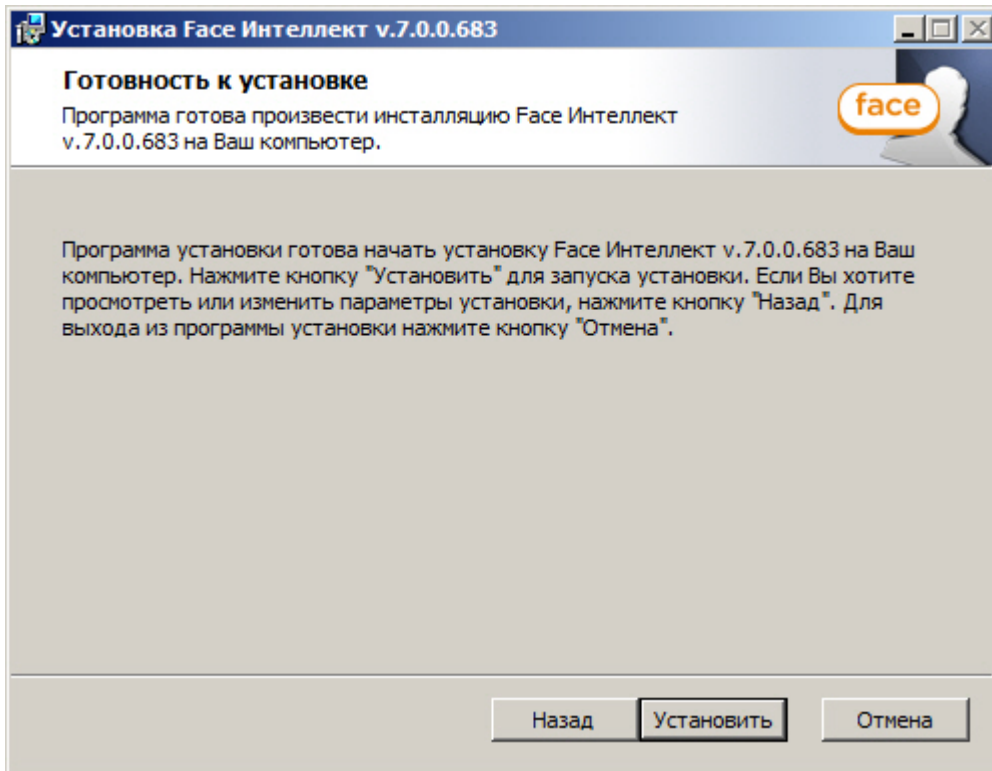 Установка Face Интеллект v.7.0.0.683
Готовность к установке
Программа готова произвести инсталляцию Face Интеллект
v.7.0.0.683 на Ваш компьютер.
face
Программа установки готова начать установку Face Интеллект v.7.0.0.683 на Ваш
компьютер. Нажмите кнопку "Установить" для запуска установки. Если Вы хотите
просмотреть или изменить параметры установки, нажмите кнопку "Назад". Для
выхода из программы установки нажмите кнопку "Отмена".
Назад
Установить
Отмена